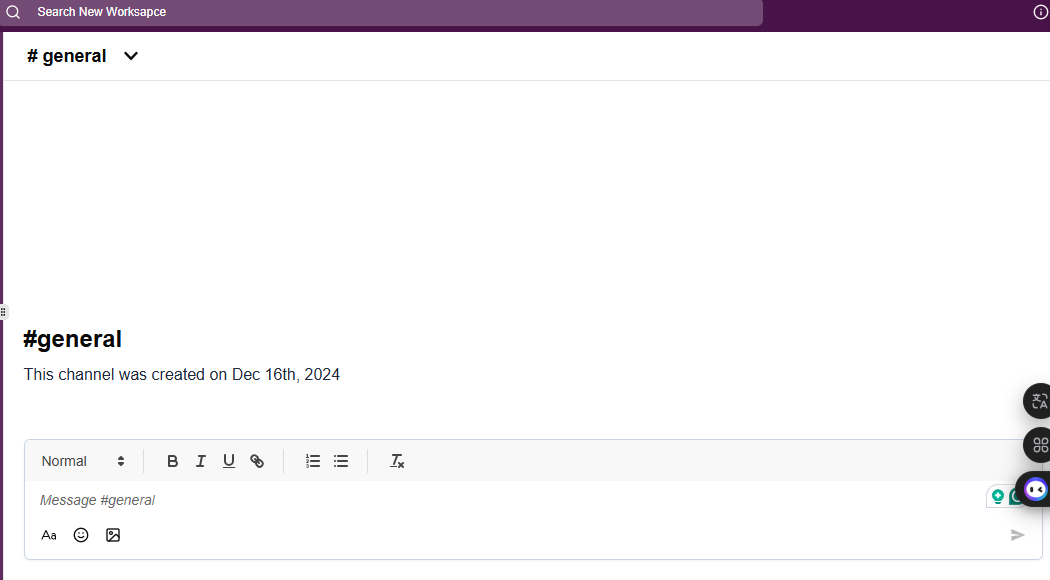 Search New Worksapce
# general
#general
This channel was created on Dec 16th, 2024
Normal
Message #general
Aa